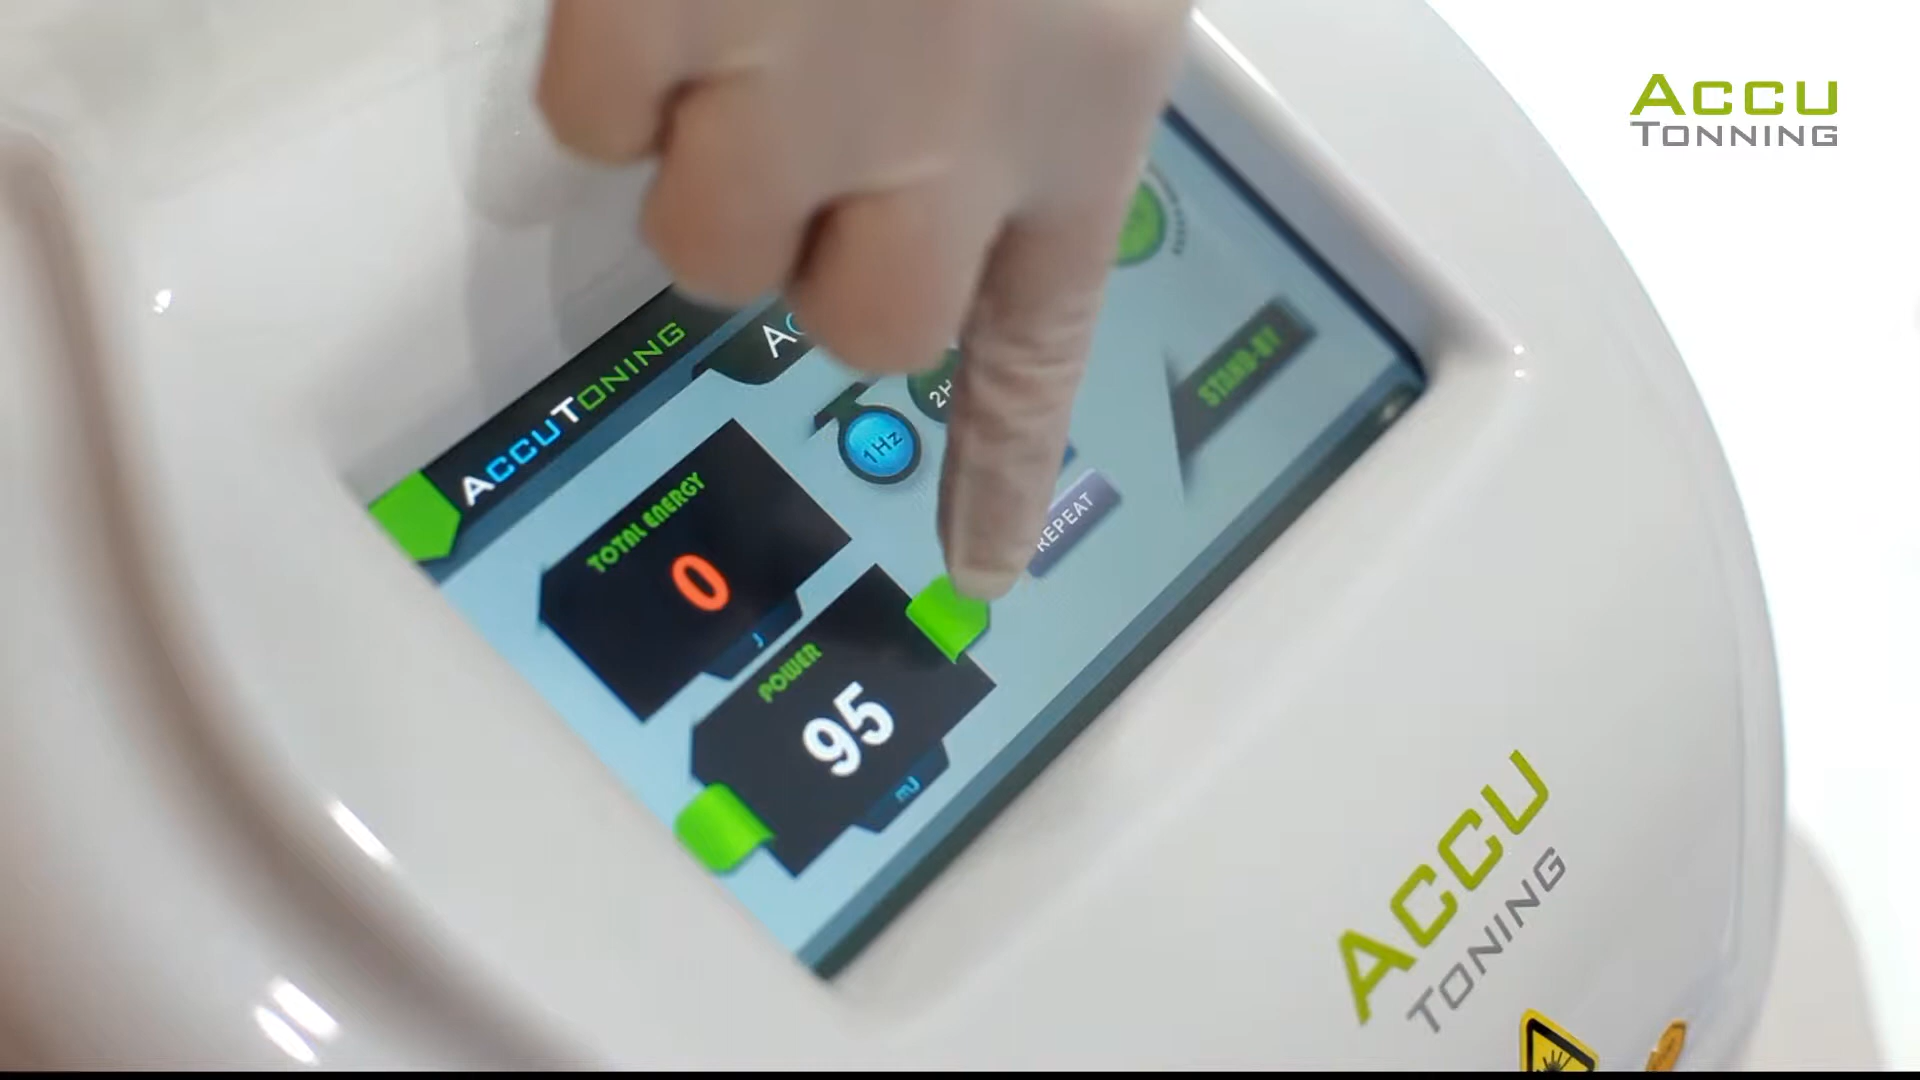 ACCU
TONNING
ACCUTONING
TOTAL ENERGY
0
J
1Hz
POWER
95
mJ
REPEAT
STAND-BY
ACCU
TONING